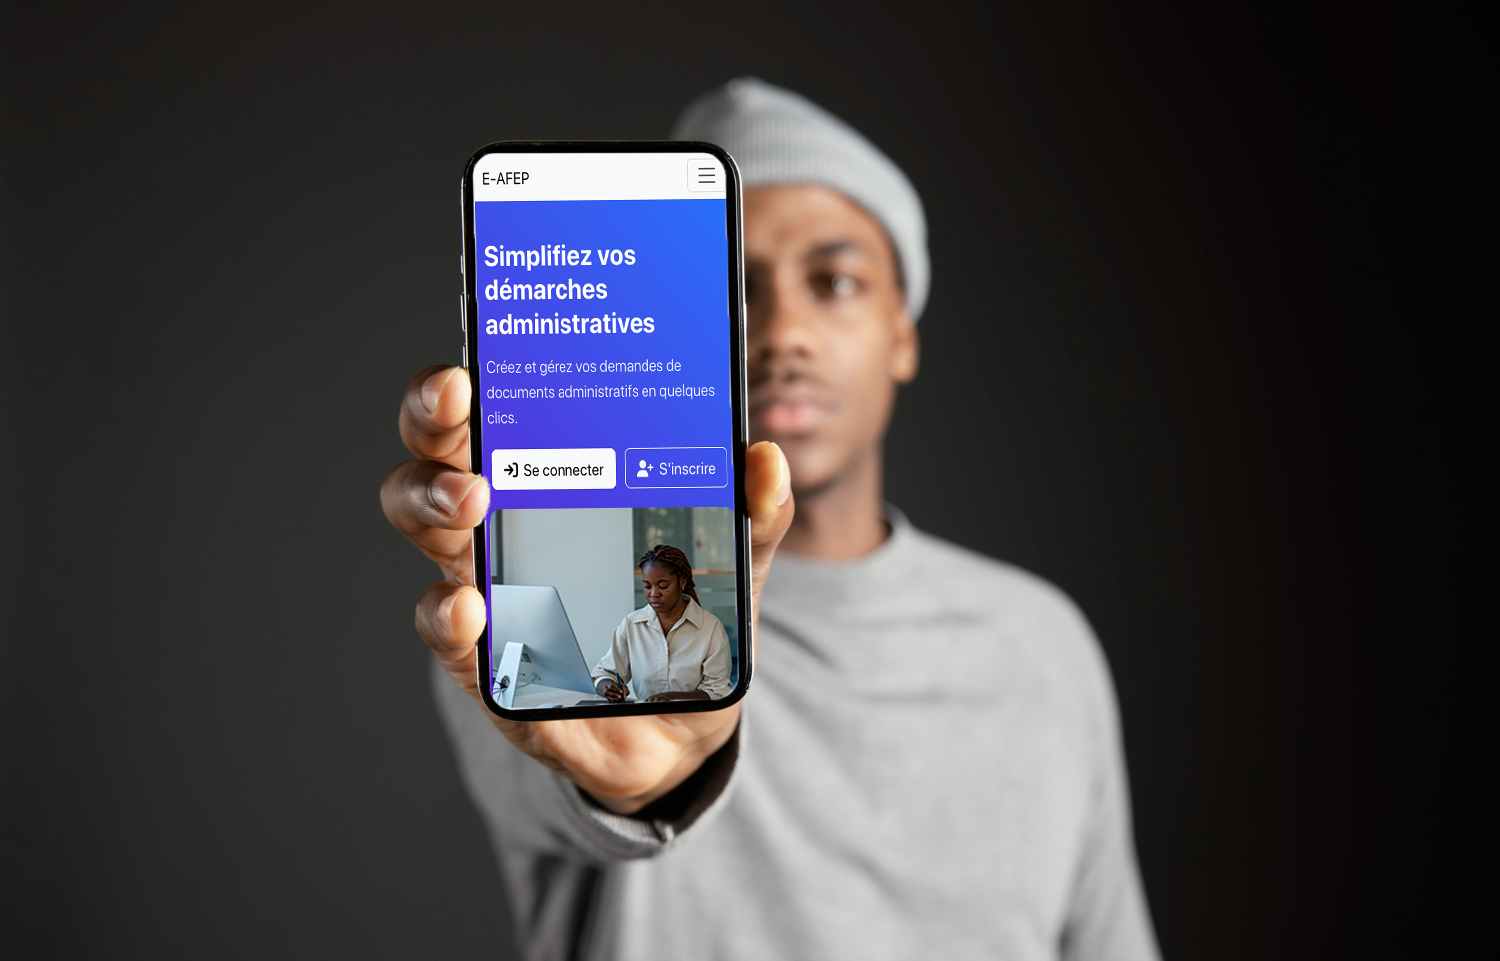 E-AFEP
Simplifiez vos
démarches
administratives
Créez et gérez vos demandes de
documents administratifs en quelques
clics.
Se connecter
S'inscrire